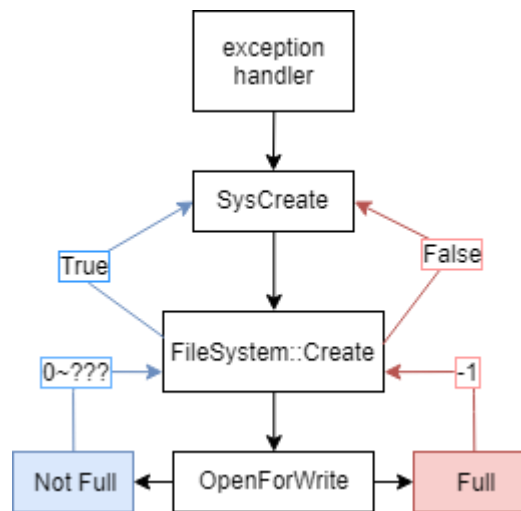 exception
handler
SysCreate
True
False
FileSystem::Create
0~???
-1
Not Full
OpenForWrite
Full